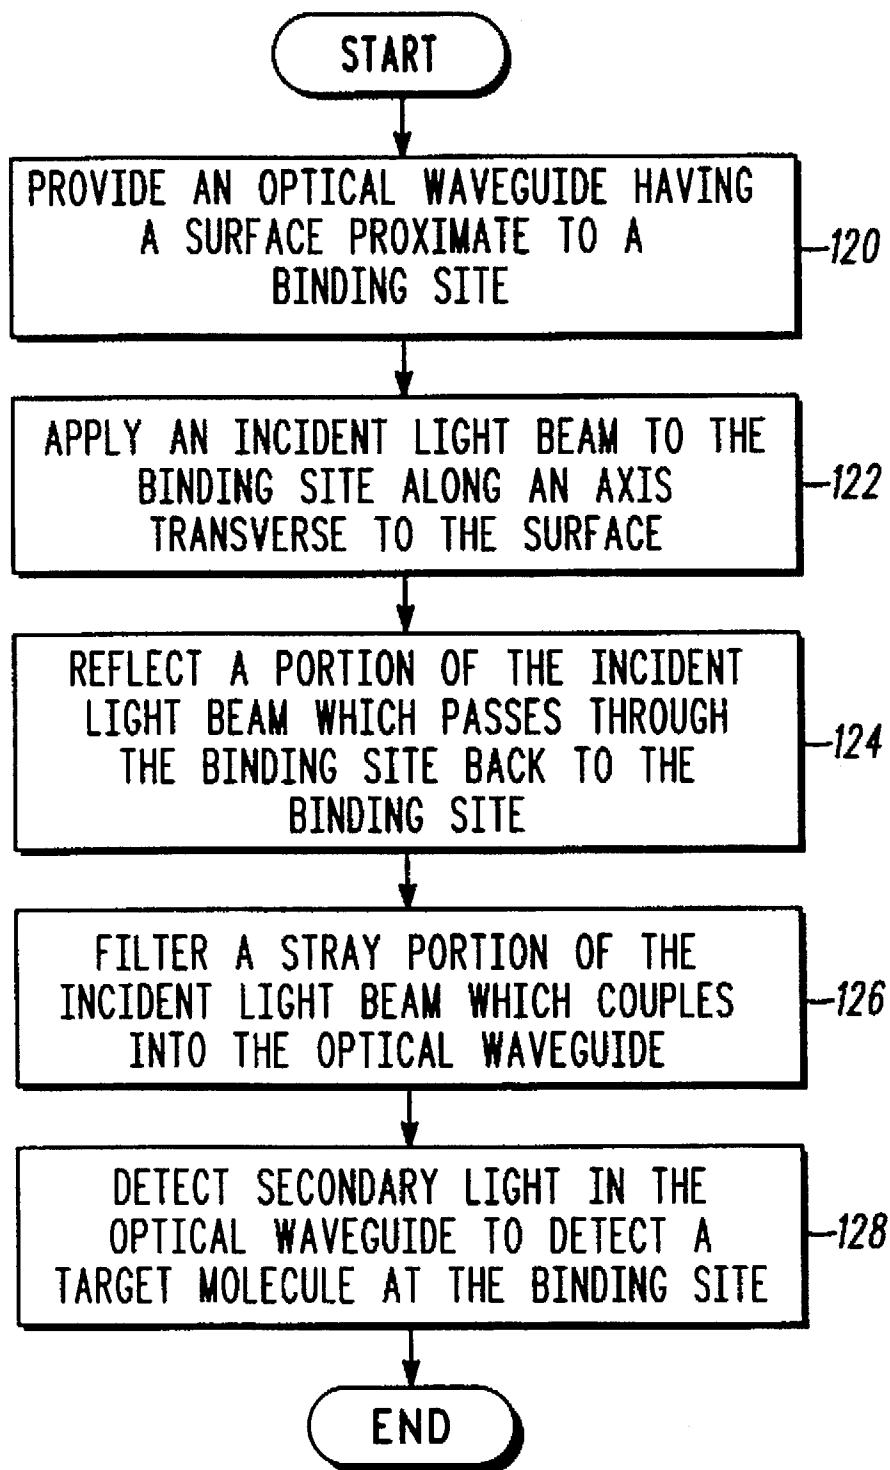 START
PROVIDE AN OPTICAL WAVEGUIDE HAVING
A SURFACE PROXIMATE TO A
BINDING SITE
120
APPLY AN INCIDENT LIGHT BEAM TO THE
BINDING SITE ALONG AN AXIS
TRANSVERSE TO THE SURFACE
122
REFLECT A PORTION OF THE INCIDENT
LIGHT BEAM WHICH PASSES THROUGH
THE BINDING SITE BACK TO THE
BINDING SITE
124
FILTER A STRAY PORTION OF THE
INCIDENT LIGHT BEAM WHICH COUPLES
INTO THE OPTICAL WAVEGUIDE
126
DETECT SECONDARY LIGHT IN THE
OPTICAL WAVEGUIDE TO DETECT A
TARGET MOLECULE AT THE BINDING SITE
128
END